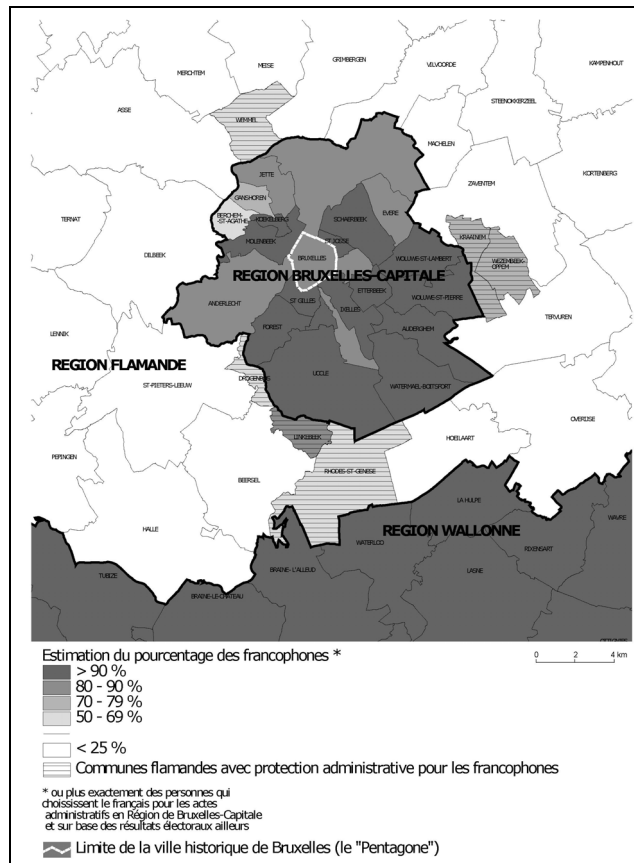 MEISE
GRIMBERGEN
VILVOORDE
KAMPENHOUT
MERCHTEM
STEENOKKERZEEL
ASSE
WEMMEL
MACHELEN
JETTE
ZAVENTEM
KORTENBERG
GANSHOREN
EVERE
BERCHEM-
ST-AGATHE
KOEKELBERG
SCHAERBEEK
TERNAT
KRAAINEM
MOLENBEEK
ST JOOSE
DILBEEK
BRUXELLES
WOLUWE-ST-LAMBERT
WEZEMBEEK-
OPPEM
REGION BRUXELLES-CAPITALE
ETTERBEEK
ANDERLECHT
ST GILLES
IXELLES
WOLUWE-ST-PIERRE
TERVUREN
LENNIK
FOREST
AUDERGHEM
REGION FLAMANDE
UCCLE
DROGENBOS
ST-PIETERS-LEEUW
WATERMAEL-BOITSFORT
OVERIJSE
LINKEBEEK
HOEILAART
PEPINGEN
RHODES-ST-GENESE
BEERSEL
LA HULPE
HALLE
REGION WALLONNE
WAVRE
WATERLOO
RIXENSART
TUBIZE
BRAINE-L'ALLEUD
LASNE
BRAINE-LE-CHATEAU
Estimation du pourcentage des francophones *
0 2 4 km
> 90 %
80 - 90 %
70 - 79 %
50 - 69 %
< 25 %
Communes flamandes avec protection administrative pour les francophones
* ou plus exactement des personnes qui
choississent le français pour les actes
administratifs en Région de Bruxelles-Capitale
et sur base des résultats électoraux ailleurs
Limite de la ville historique de Bruxelles (le "Pentagone")